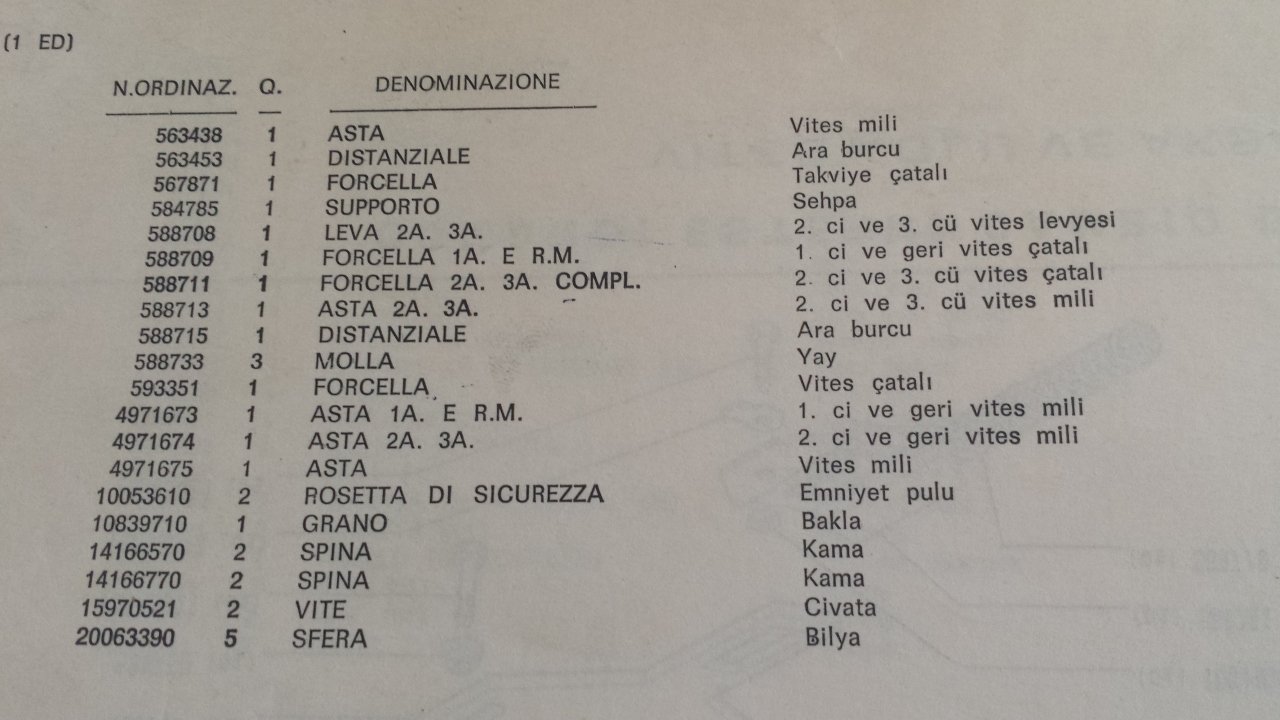 (1 ED)
N.ORDINAZ. Q. DENOMINAZIONE
563438 1 ASTA Vites mili
563453 1 DISTANZIALE Ara burcu
567871 1 FORCELLA Takviye çatalı
584785 1 SUPPORTO Sehpa
588708 1 LEVA 2A. 3A. 2. ci ve 3. cü vites levyesi
588709 1 FORCELLA 1A. E R.M. 1. ci ve geri vites çatalı
588711 1 FORCELLA 2A. 3A. COMPL. 2. ci ve 3. cü vites çatalı
588713 1 ASTA 2A. 3A. 2. ci ve 3. cü vites mili
588715 1 DISTANZIALE Ara burcu
588733 3 MOLLA Yay
593351 1 FORCELLA Vites çatalı
4971673 1 ASTA 1A. E R.M. 1. ci ve geri vites mili
4971674 1 ASTA 2A. 3A. 2. ci ve geri vites mili
4971675 1 ASTA Vites mili
10053610 2 ROSETTA DI SICUREZZA Emniyet pulu
10839710 1 GRANO Bakla
14166570 2 SPINA Kama
14166770 2 SPINA Kama
15970521 2 VITE Civata
20063390 5 SFERA Bilya